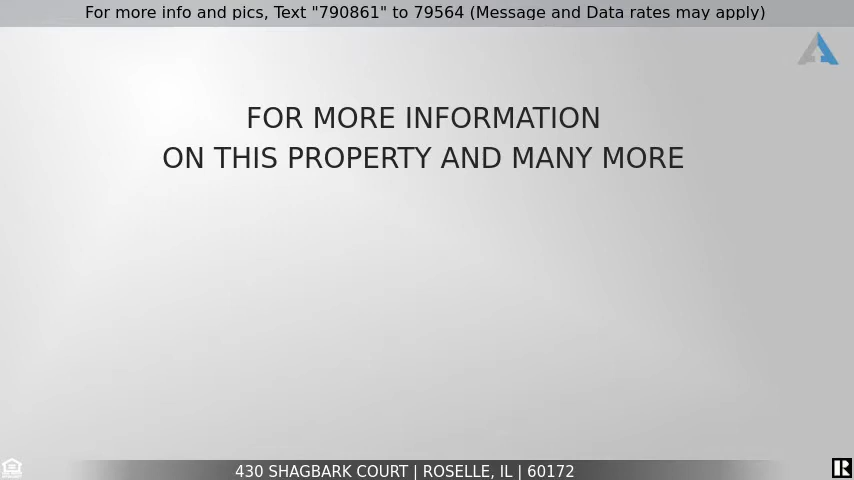 For more info and pics, Text "790861" to 79564 (Message and Data rates may apply)
FOR MORE INFORMATION
ON THIS PROPERTY AND MANY MORE
430 SHAGBARK COURT | ROSELLE, IL | 60172